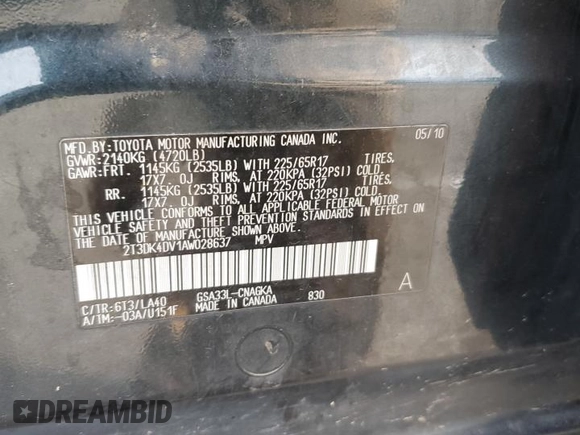 MFD.BY:TOYOTA MOTOR MANUFACTURING CANADA INC. 05/10
GVWR:2140KG (4720LB)
GAWR:FRT. 1145KG (2535LB) WITH 225/65R17 TIRES,
17X7. 0J RIMS, AT 220KPA (32PSI) COLD.
RR. 1145KG (2535LB) WITH 225/65R17 TIRES,
17X7. 0J RIMS, AT 220KPA (32PSI) COLD
THIS VEHICLE CONFORMS TO ALL APPLICABLE FEDERAL MOTOR
VEHICLE SAFETY AND THEFT PREVENTION STANDARDS IN EFFECT ON
THE DATE OF MANUFACTURE SHOWN ABOVE.
2T3DK4DV1AW028637 MPV
C/TR:6T3/LA40 GSA33L-CNAGKA A
A/TM:-03A/U151F MADE IN CANADA 830
DREAMBID